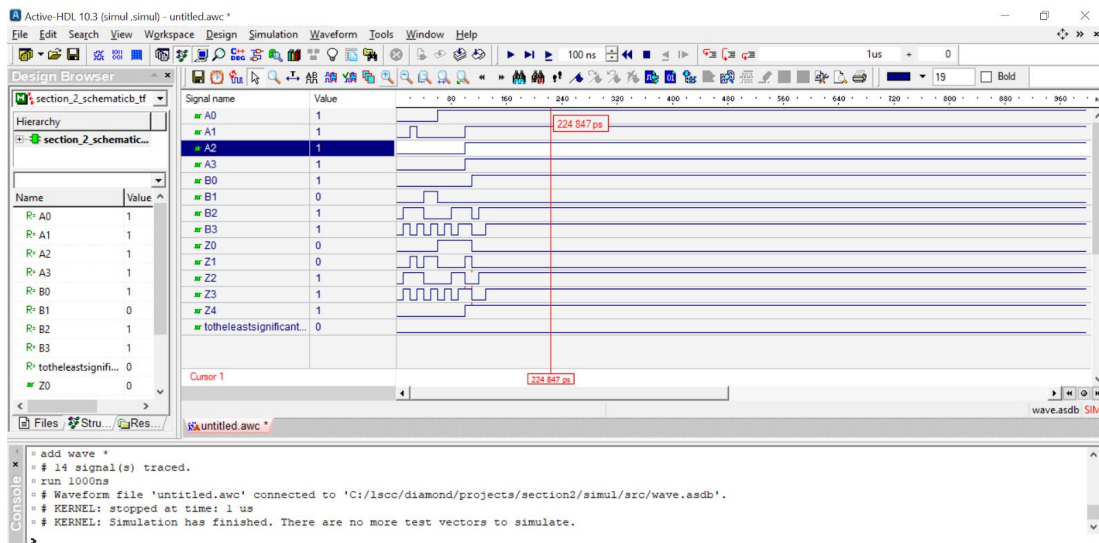 Active-HDL 10.3 (simul ,simul) - untitled.awc *
File Edit Search View Workspace Design Simulation Waveform Tools Window Help
100 ns 1us + 0
Design Browser 19 Bold
section_2_schematicb_tf
Signal name Value 80 160 240 320 400 480 560 640 720 800 880 960
Hierarchy
section_2_schematic...
A0 1
224 847 ps
A1 1
A2 1
A3 1
B0 1
B1 0
B2 1
B3 1
Z0 0
Z1 0
Z2 1
Z3 1
Z4 1
totheleastsignificant... 0
Cursor 1 224 847 ps
Name Value
A0 1
A1 1
A2 1
A3 1
B0 1
B1 0
B2 1
B3 1
totheleastsignifi... 0
Z0 0
wave.asdb SIM
Files Stru... Res...
untitled.awc *
Console
add wave *
# 14 signal(s) traced.
run 1000ns
# Waveform file 'untitled.awc' connected to 'C:/lscc/diamond/projects/section2/simul/src/wave.asdb'.
# KERNEL: stopped at time: 1 us
# KERNEL: Simulation has finished. There are no more test vectors to simulate.
>